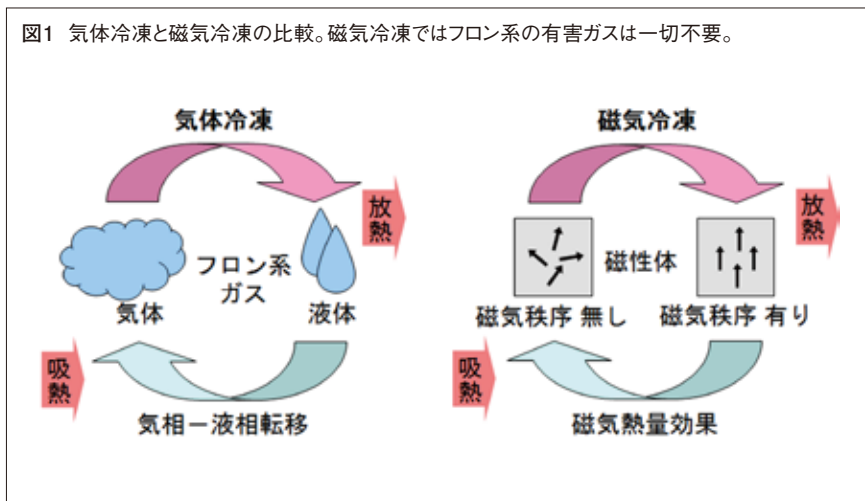 図1 気体冷凍と磁気冷凍の比較。磁気冷凍ではフロン系の有害ガスは一切不要。
気体冷凍
放熱
フロン系
ガス
気体
液体
吸熱
気相－液相転移
磁気冷凍
放熱
磁性体
磁気秩序 無し
磁気秩序 有り
吸熱
磁気熱量効果